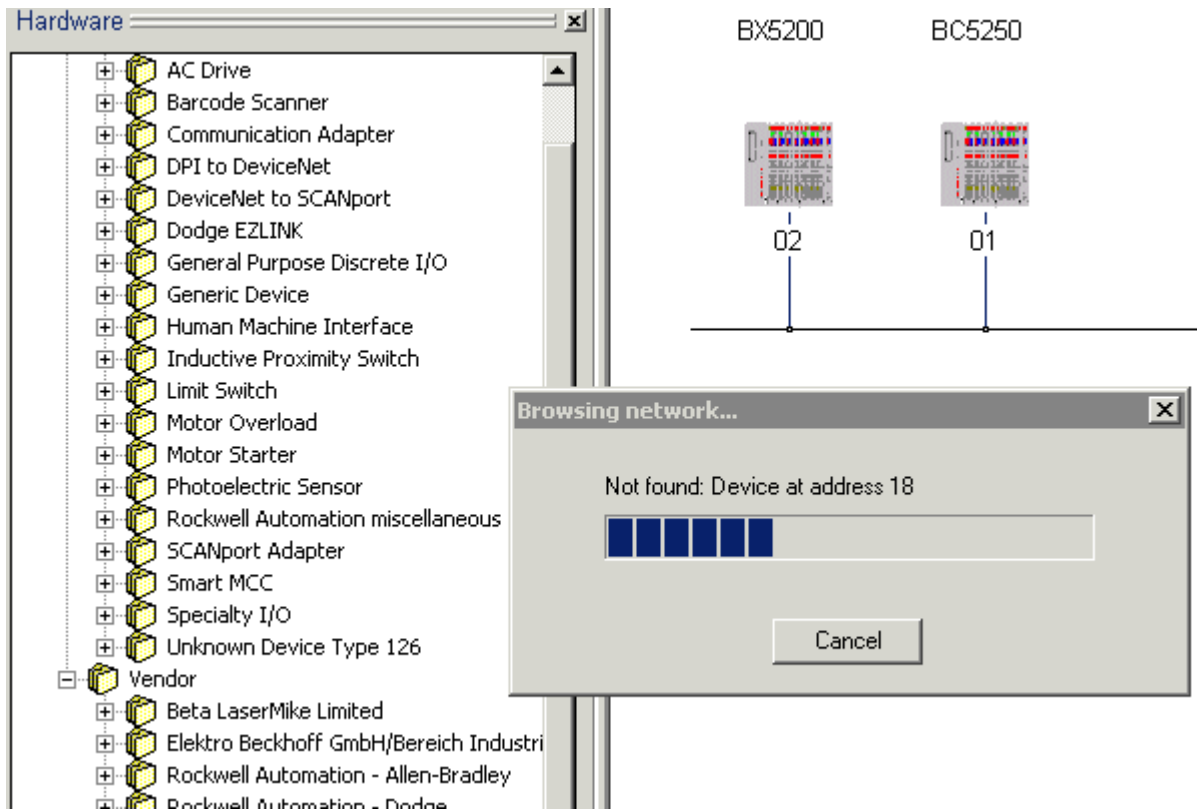 Hardware
AC Drive
Barcode Scanner
Communication Adapter
DPI to DeviceNet
DeviceNet to SCANport
Dodge EZLINK
General Purpose Discrete I/O
Generic Device
Human Machine Interface
Inductive Proximity Switch
Limit Switch
Motor Overload
Motor Starter
Photoelectric Sensor
Rockwell Automation miscellaneous
SCANport Adapter
Smart MCC
Specialty I/O
Unknown Device Type 126
Vendor
Beta LaserMike Limited
Elektro Beckhoff GmbH/Bereich Industri
Rockwell Automation - Allen-Bradley
Rockwell Automation - Dodge
BX5200 BC5250
02 01
Browsing network...
Not found: Device at address 18
Cancel